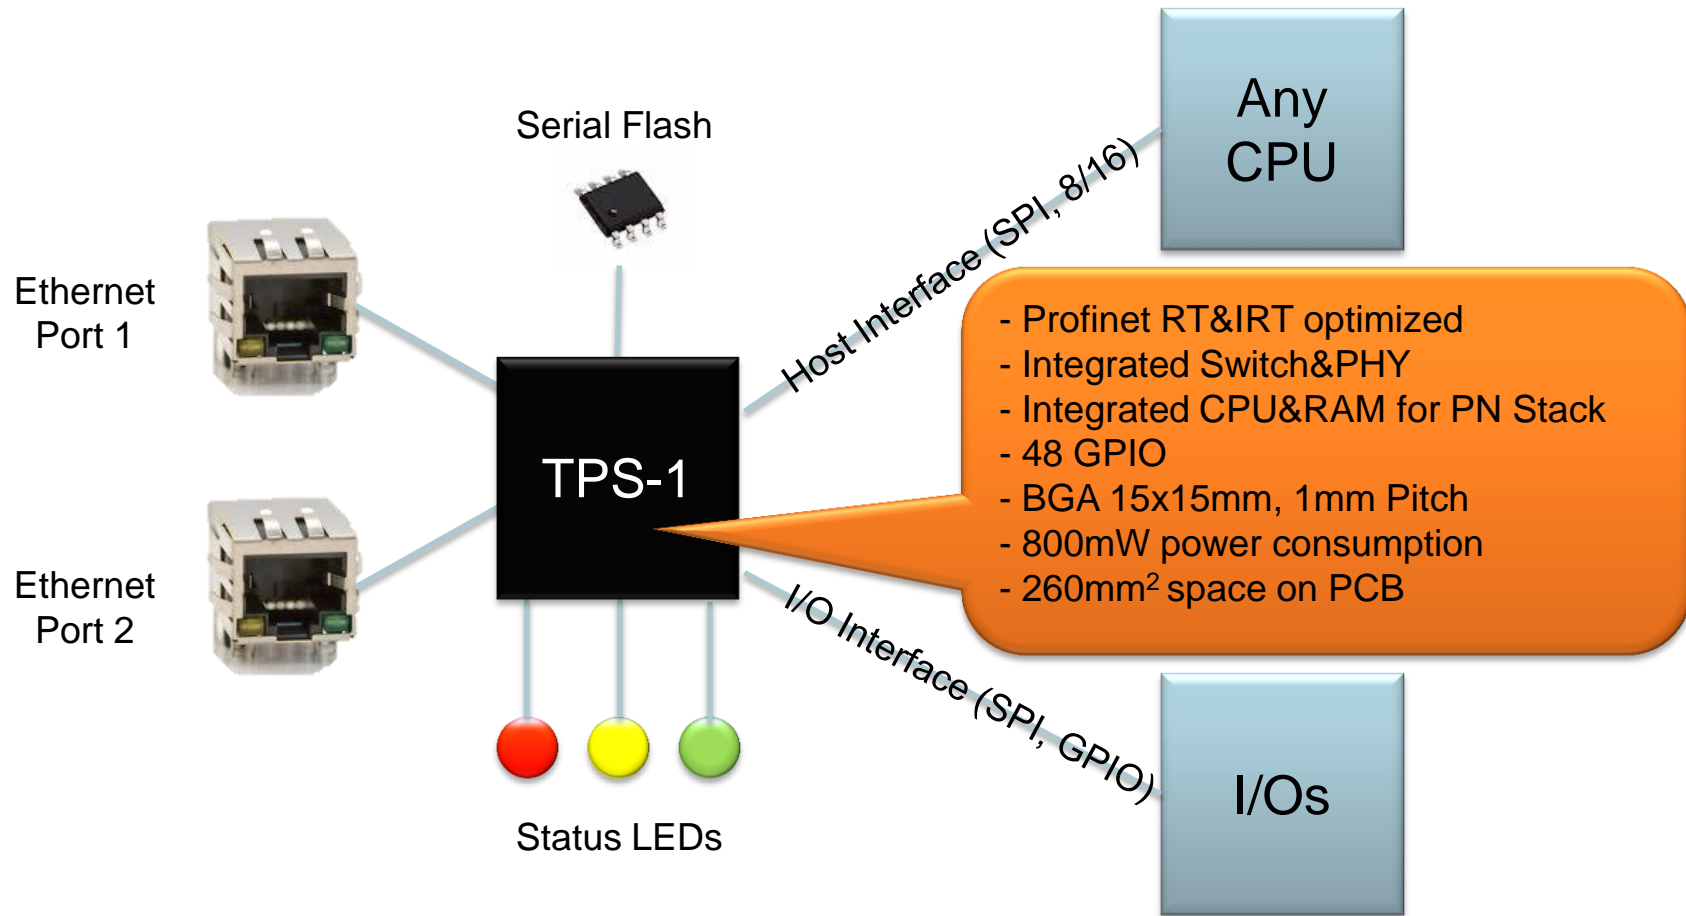 Serial Flash
Any
CPU
Ethernet
Port 1
Host Interface (SPI, 8/16)
- Profinet RT&IRT optimized
- Integrated Switch&PHY
- Integrated CPU&RAM for PN Stack
- 48 GPIO
- BGA 15x15mm, 1mm Pitch
- 800mW power consumption
- 260mm² space on PCB
TPS-1
Ethernet
Port 2
I/O Interface (SPI, GPIO)
I/Os
Status LEDs